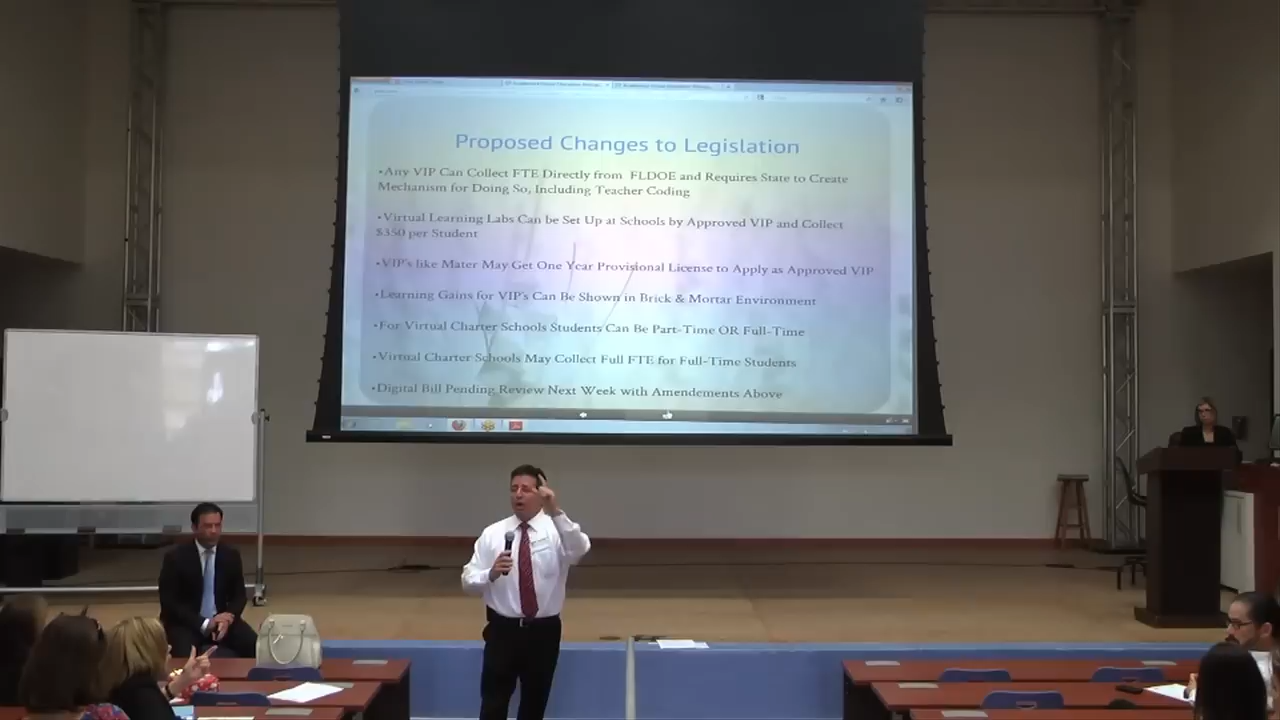 Proposed Changes to Legislation
•Any VIP Can Collect FTE Directly from FLDOE and Requires State to Create
Mechanism for Doing So, Including Teacher Coding
•Virtual Learning Labs Can be Set Up at Schools by Approved VIP and Collect
$350 per Student
•VIP's like Mater May Get One Year Provisional License to Apply as Approved VIP
•Learning Gains for VIP's Can Be Shown in Brick & Mortar Environment
•For Virtual Charter Schools Students Can Be Part-Time OR Full-Time
•Virtual Charter Schools May Collect Full FTE for Full-Time Students
•Digital Bill Pending Review Next Week with Amendements Above